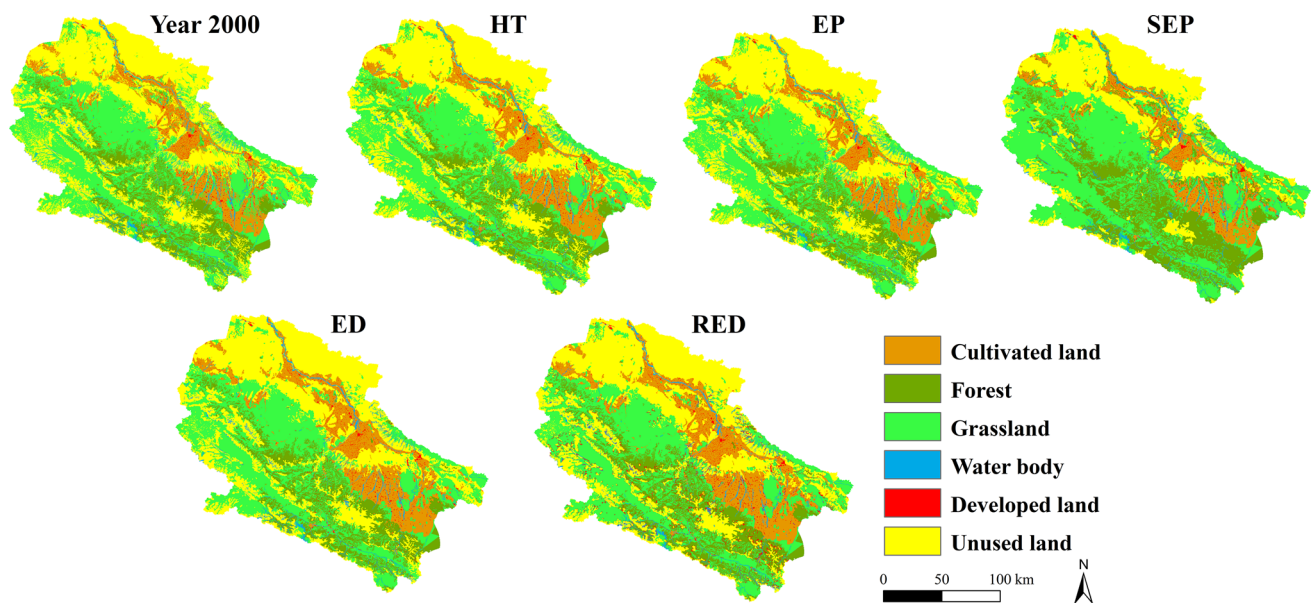 Year 2000
HT
EP
SEP
ED
RED
Cultivated land
Forest
Grassland
Water body
Developed land
Unused land
N
0 50 100 km